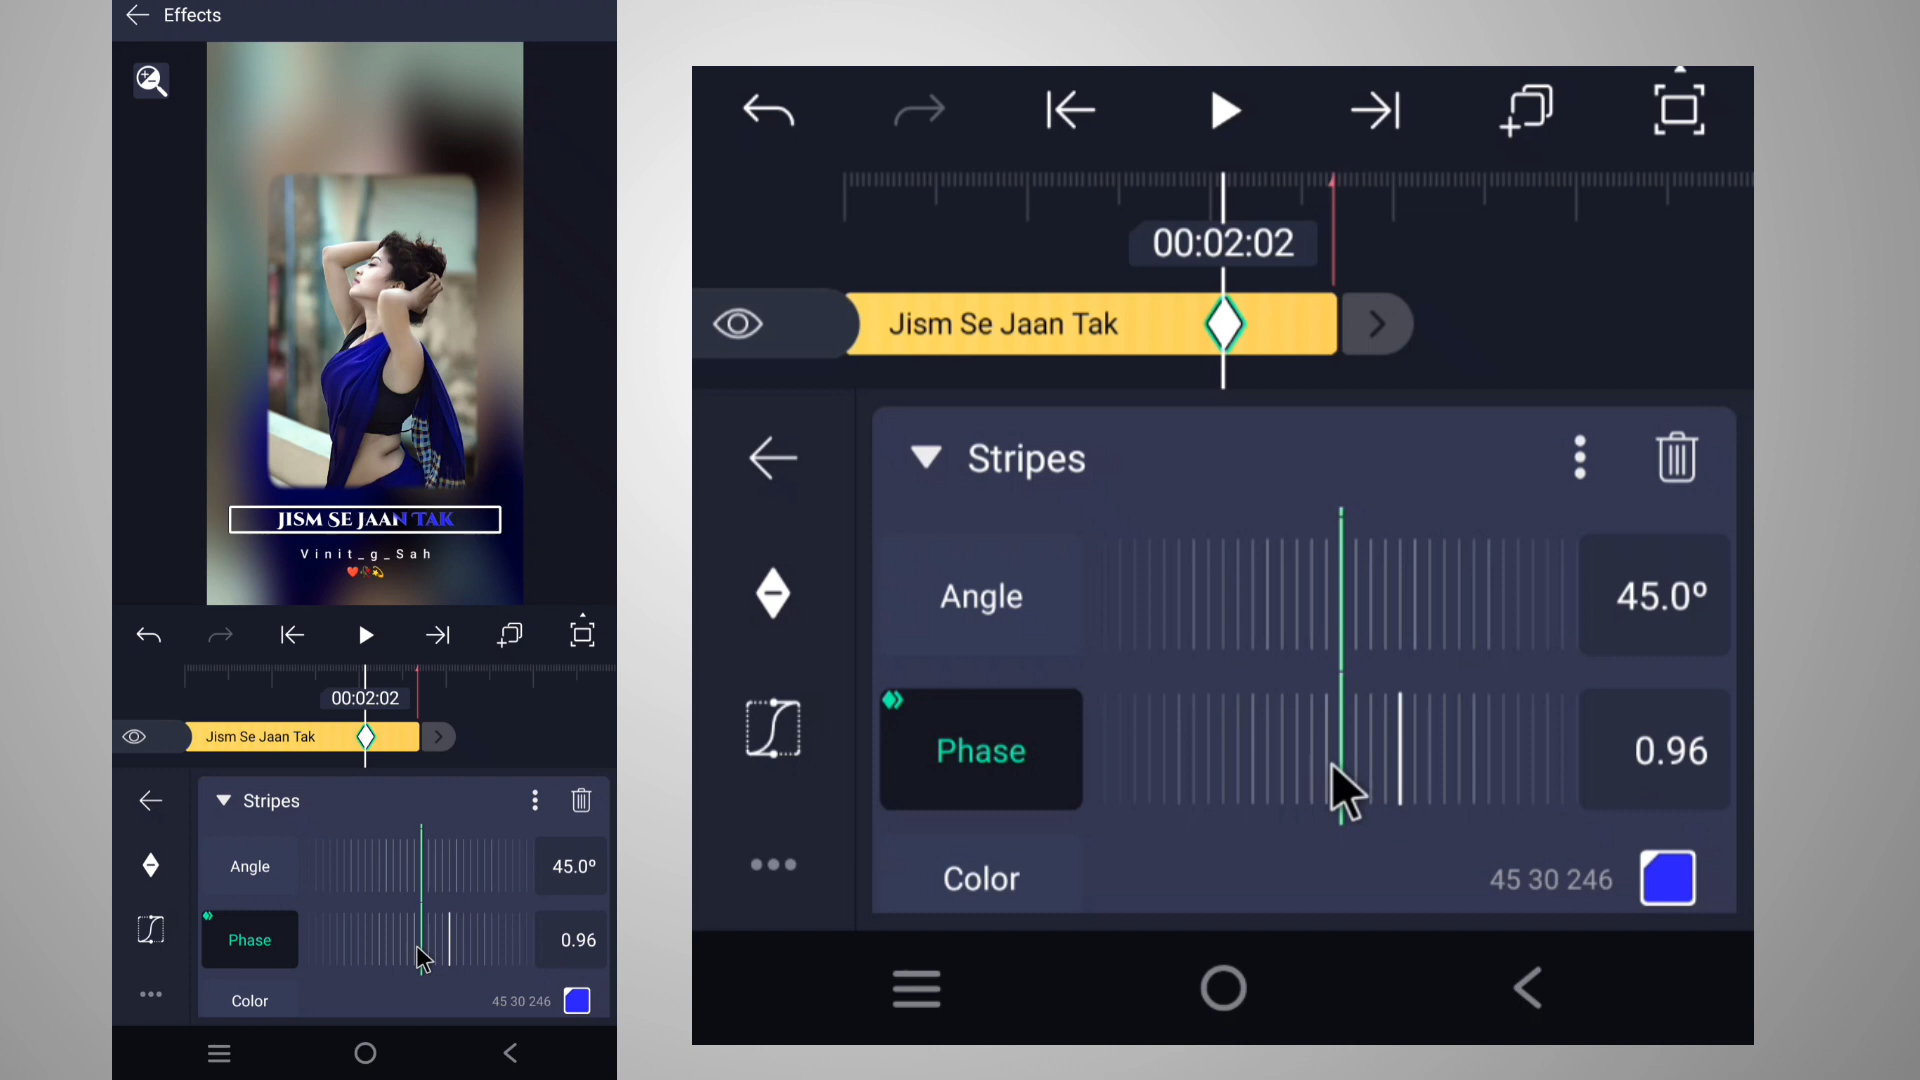 Effects
JISM SE JAAN TAK
Vinit_g_Sah
❤️🥀💫
00:02:02
Jism Se Jaan Tak
Stripes
Angle
45.0º
Phase
0.96
Color
45 30 246
00:02:02
Jism Se Jaan Tak
Stripes
Angle
45.0º
Phase
0.96
Color
45 30 246